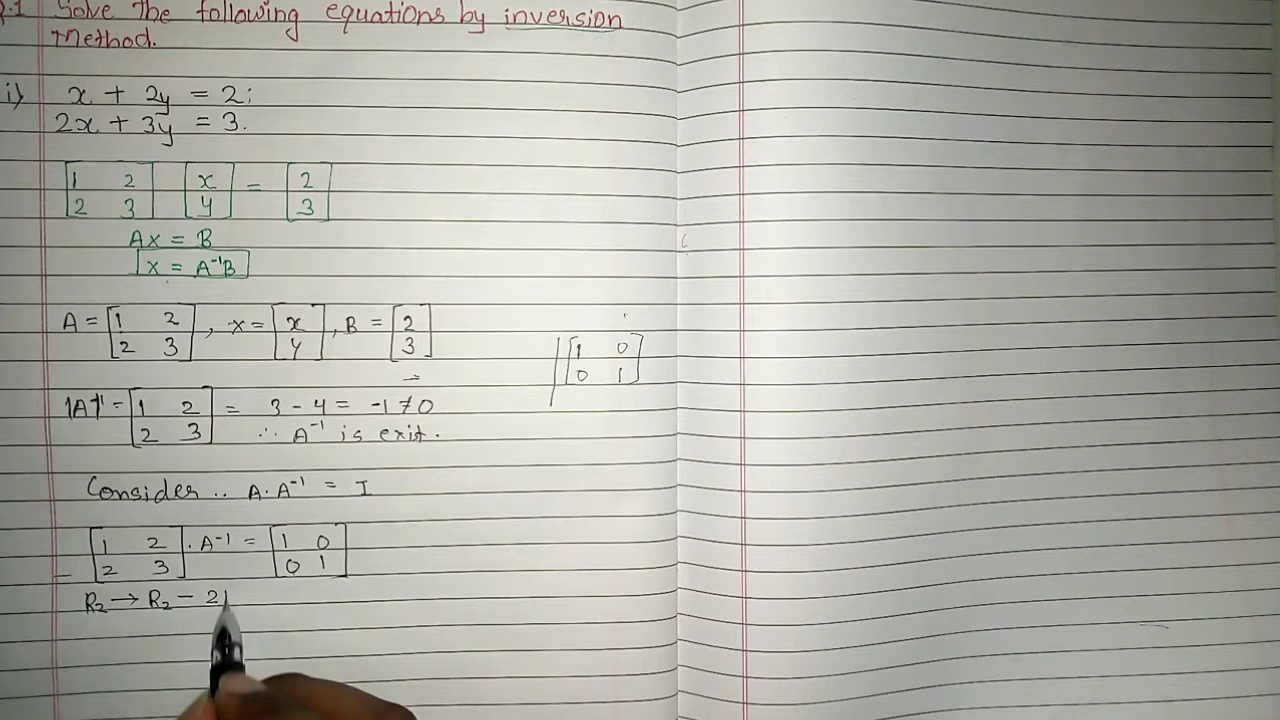 Q.1 Solve the following equations by inversion
Method.
i) x + 2y = 2;
2x + 3y = 3.
[1 2] [x] = [2]
[2 3] [y] [3]
AX = B
X = A⁻¹B
A = [1 2], X = [x], B = [2]
[2 3] [y] [3]
[1 0]
[0 1]
|A| = [1 2] = 3 - 4 = -1 ≠ 0
[2 3] ∴ A⁻¹ is exit.
Consider .. A.A⁻¹ = I
[1 2] . A⁻¹ = [1 0]
[2 3] [0 1]
R₂ → R₂ - 2